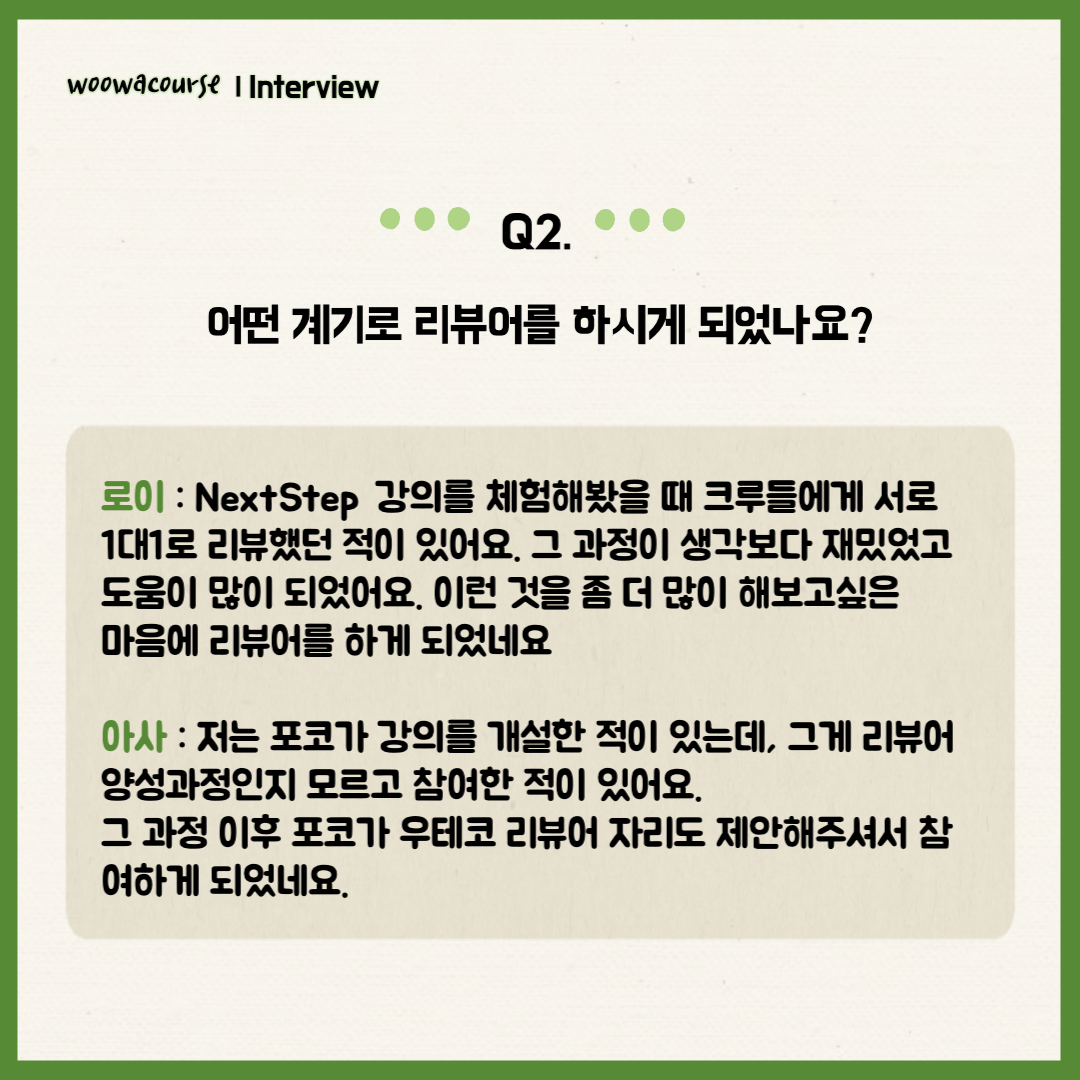 woowacourse | Interview
Q2.
어떤 계기로 리뷰어를 하시게 되었나요?
로이 : NextStep 강의를 체험해봤을 때 크루들에게 서로
1대1로 리뷰했던 적이 있어요. 그 과정이 생각보다 재밌었고
도움이 많이 되었어요. 이런 것을 좀 더 많이 해보고싶은
마음에 리뷰어를 하게 되었네요
아사 : 저는 포코가 강의를 개설한 적이 있는데, 그게 리뷰어
양성과정인지 모르고 참여한 적이 있어요.
그 과정 이후 포코가 우테코 리뷰어 자리도 제안해주셔서 참
여하게 되었네요.